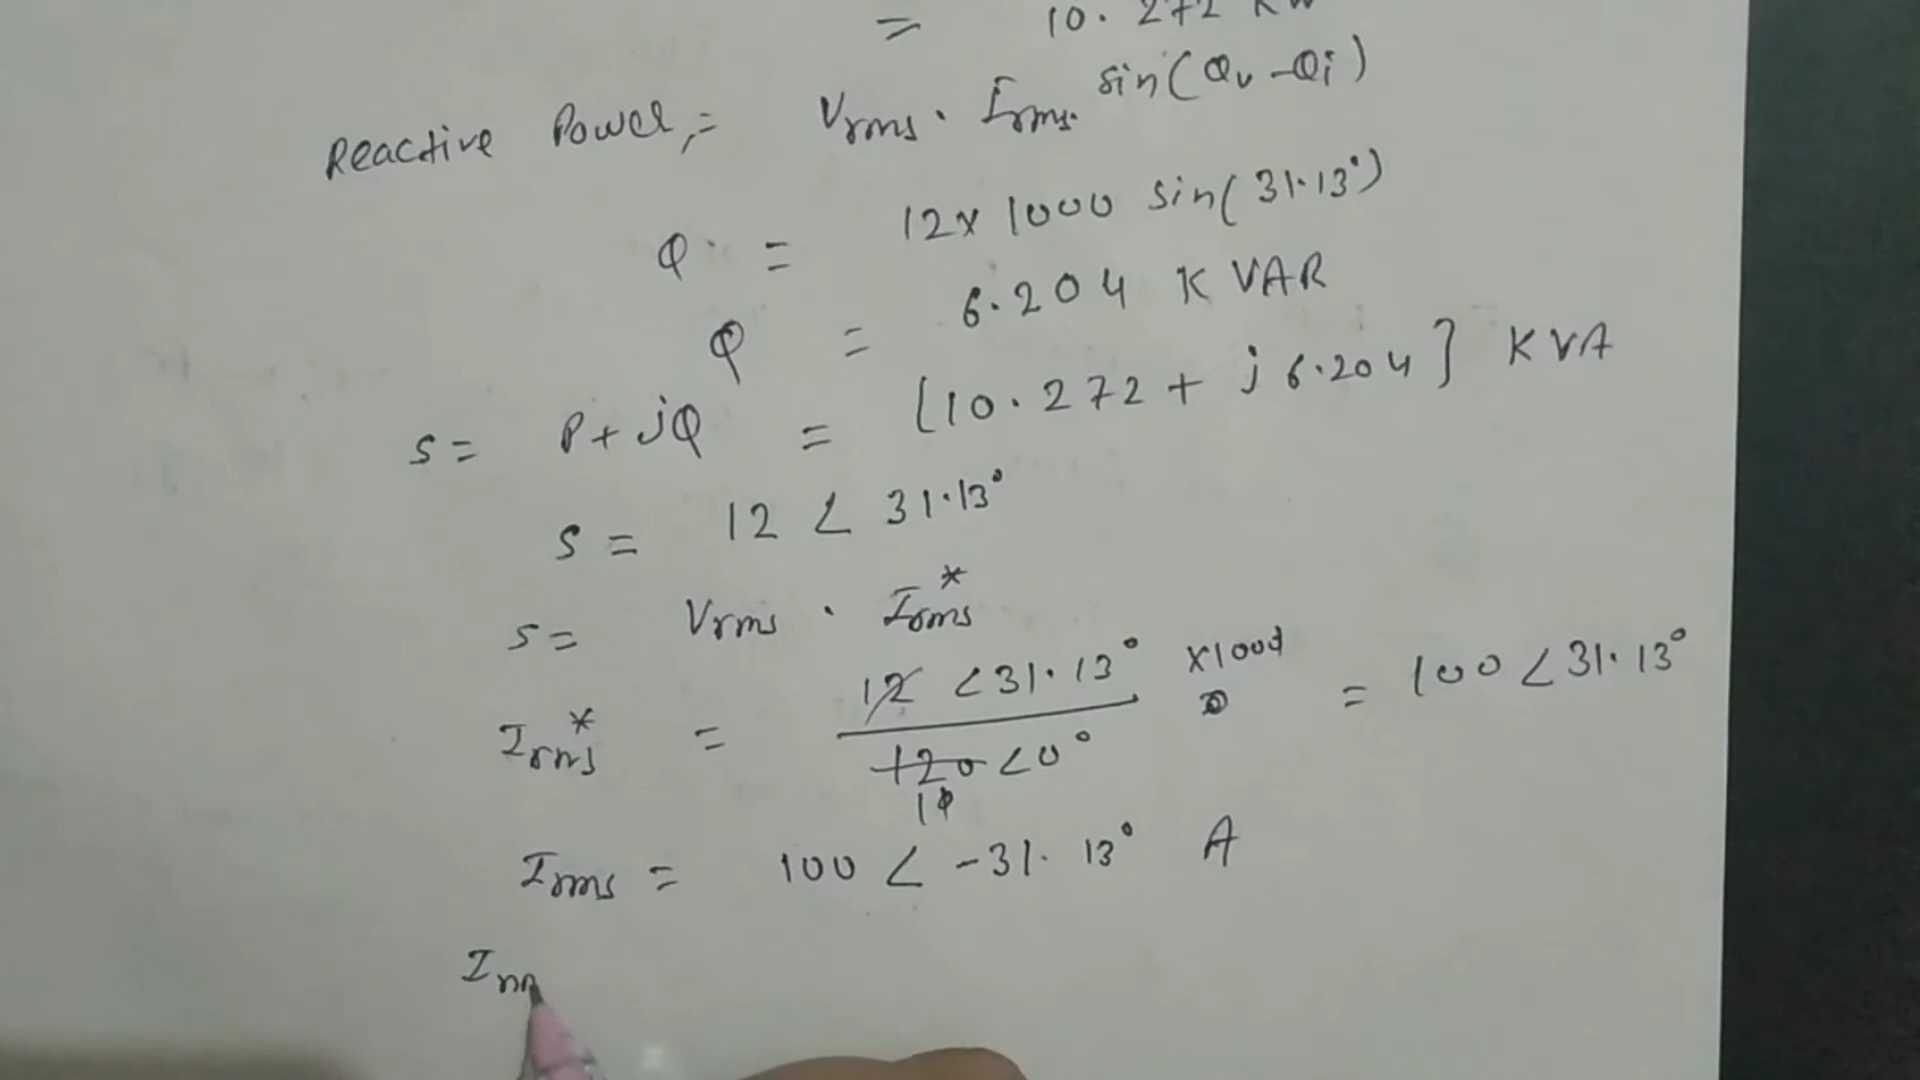 = 10.272 KW
Reactive Power, = Vrms . Irms. sin(θv - θi)
Q = 12 x 1000 sin(31.13°)
Q = 6.204 K VAR
S = P + jQ = [10.272 + j 6.204] KVA
S = 12 ∠ 31.13°
S = Vrms . Irms*
Irms* = 12 ∠31.13° / 120 ∠0° x1000 = 100 ∠31.13°
10
Irms = 100 ∠ -31.13° A
Im